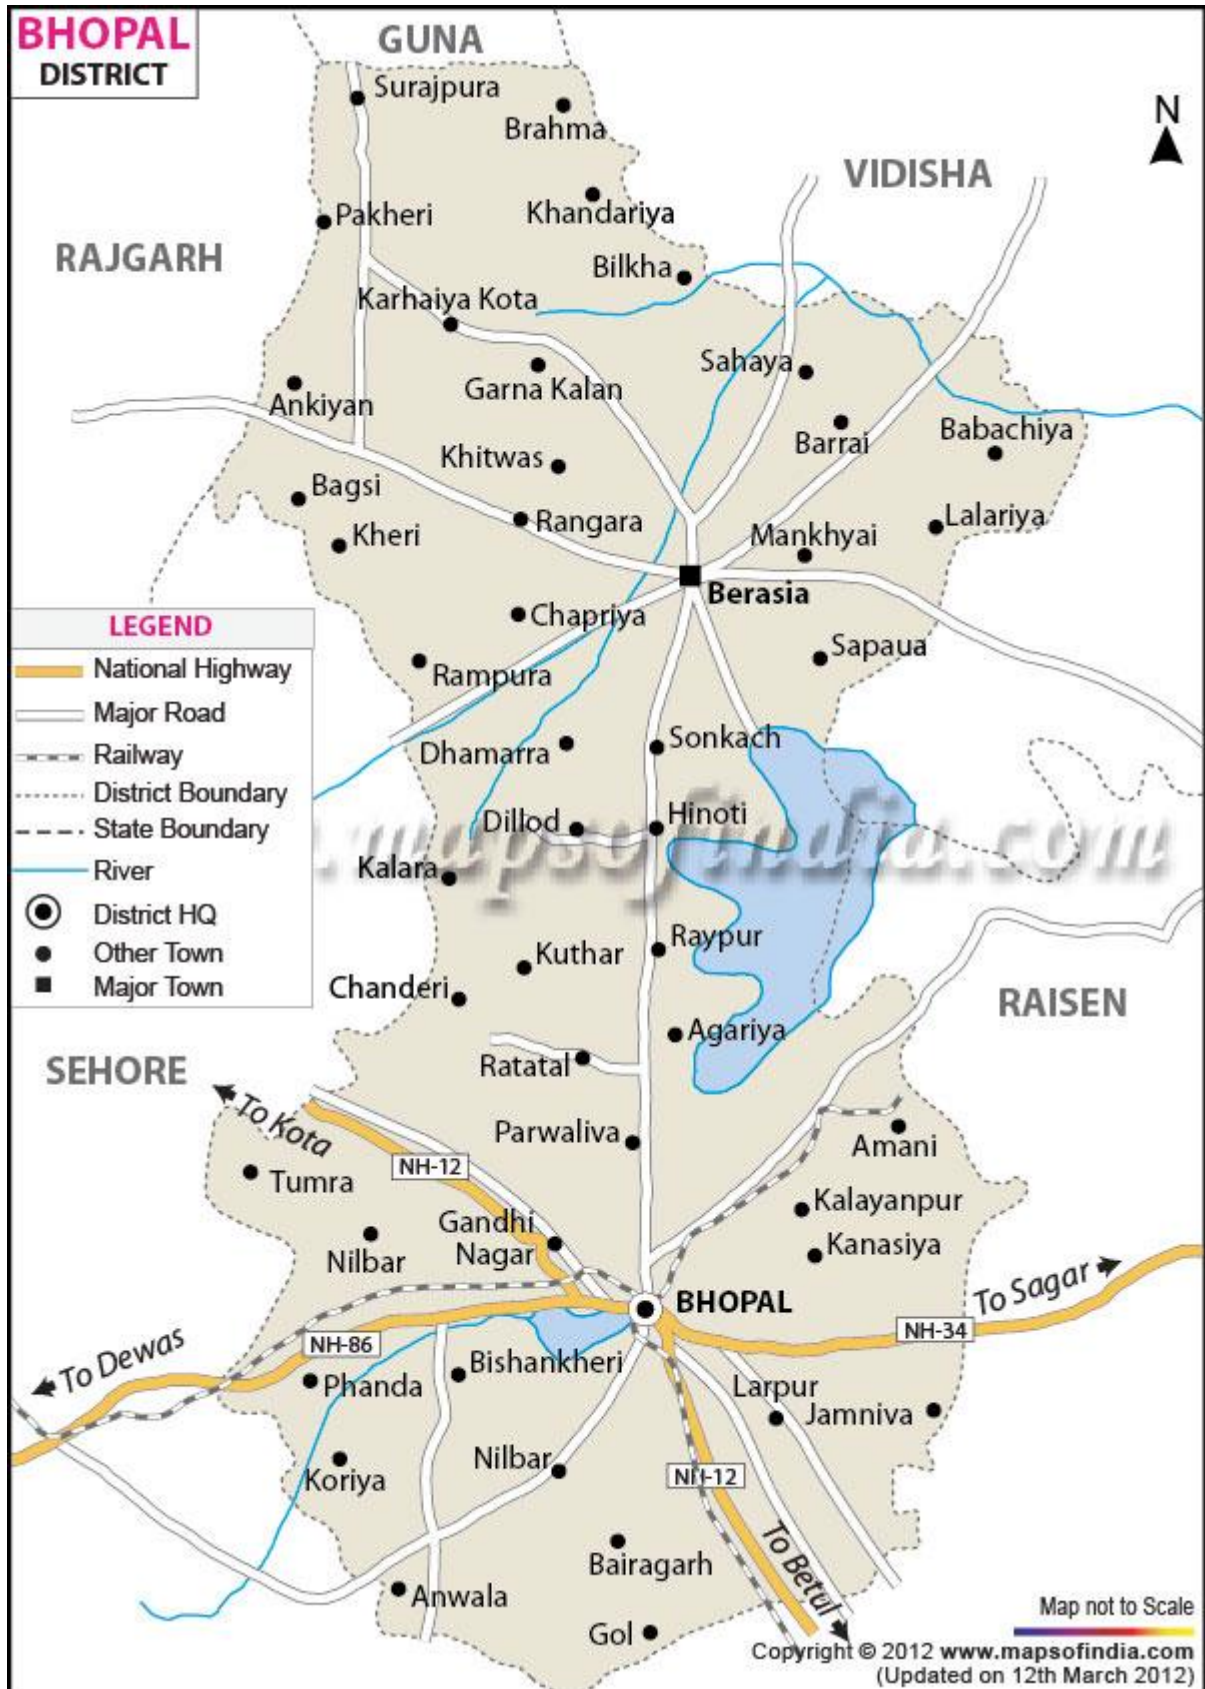 BHOPAL
DISTRICT
GUNA
Surajpura
Brahma
N
VIDISHA
Khandariya
Pakheri
RAJGARH
Bilkha
Karhaiya Kota
Sahaya
Garna Kalan
Ankiyan
Barrai
Babachiya
Khitwas
Bagsi
Rangara
Lalariya
Kheri
Mankhyai
Berasia
Chapriya
LEGEND
National Highway
Major Road
Railway
District Boundary
State Boundary
River
District HQ
Other Town
Major Town
Sapaua
Rampura
Sonkach
Dhamarra
Dillod
Hinoti
.mapsofindia.com
Kalara
Raypur
Kuthar
Chanderi
RAISEN
Agariya
Ratatal
SEHORE
To Kota
Parwaliva
Amani
NH-12
Tumra
Kalayanpur
Gandhi
Nagar
Nilbar
Kanasiya
To Sagar
BHOPAL
NH-34
NH-86
To Dewas
Bishankheri
Phanda
Larpur
Jamniva
Nilbar
Koriya
NH-12
To Betul
Bairagarh
Anwala
Gol
Map not to Scale
Copyright © 2012 www.mapsofindia.com
(Updated on 12th March 2012)